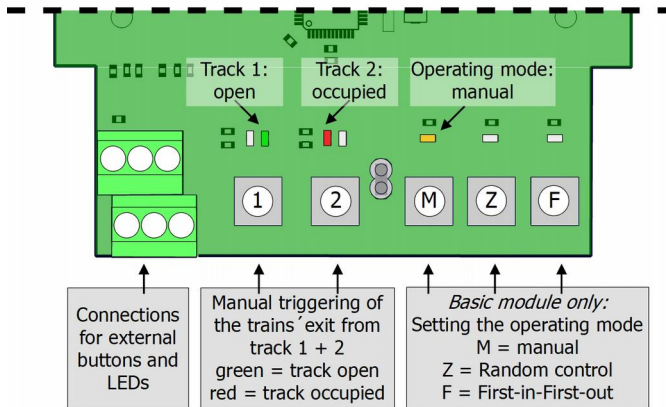 Track 1:
open
Track 2:
occupied
Operating mode:
manual
1
2
M
Z
F
Connections
for external
buttons and
LEDs
Manual triggering of
the trains´exit from
track 1 + 2
green = track open
red = track occupied
Basic module only:
Setting the operating mode
M = manual
Z = Random control
F = First-in-First-out